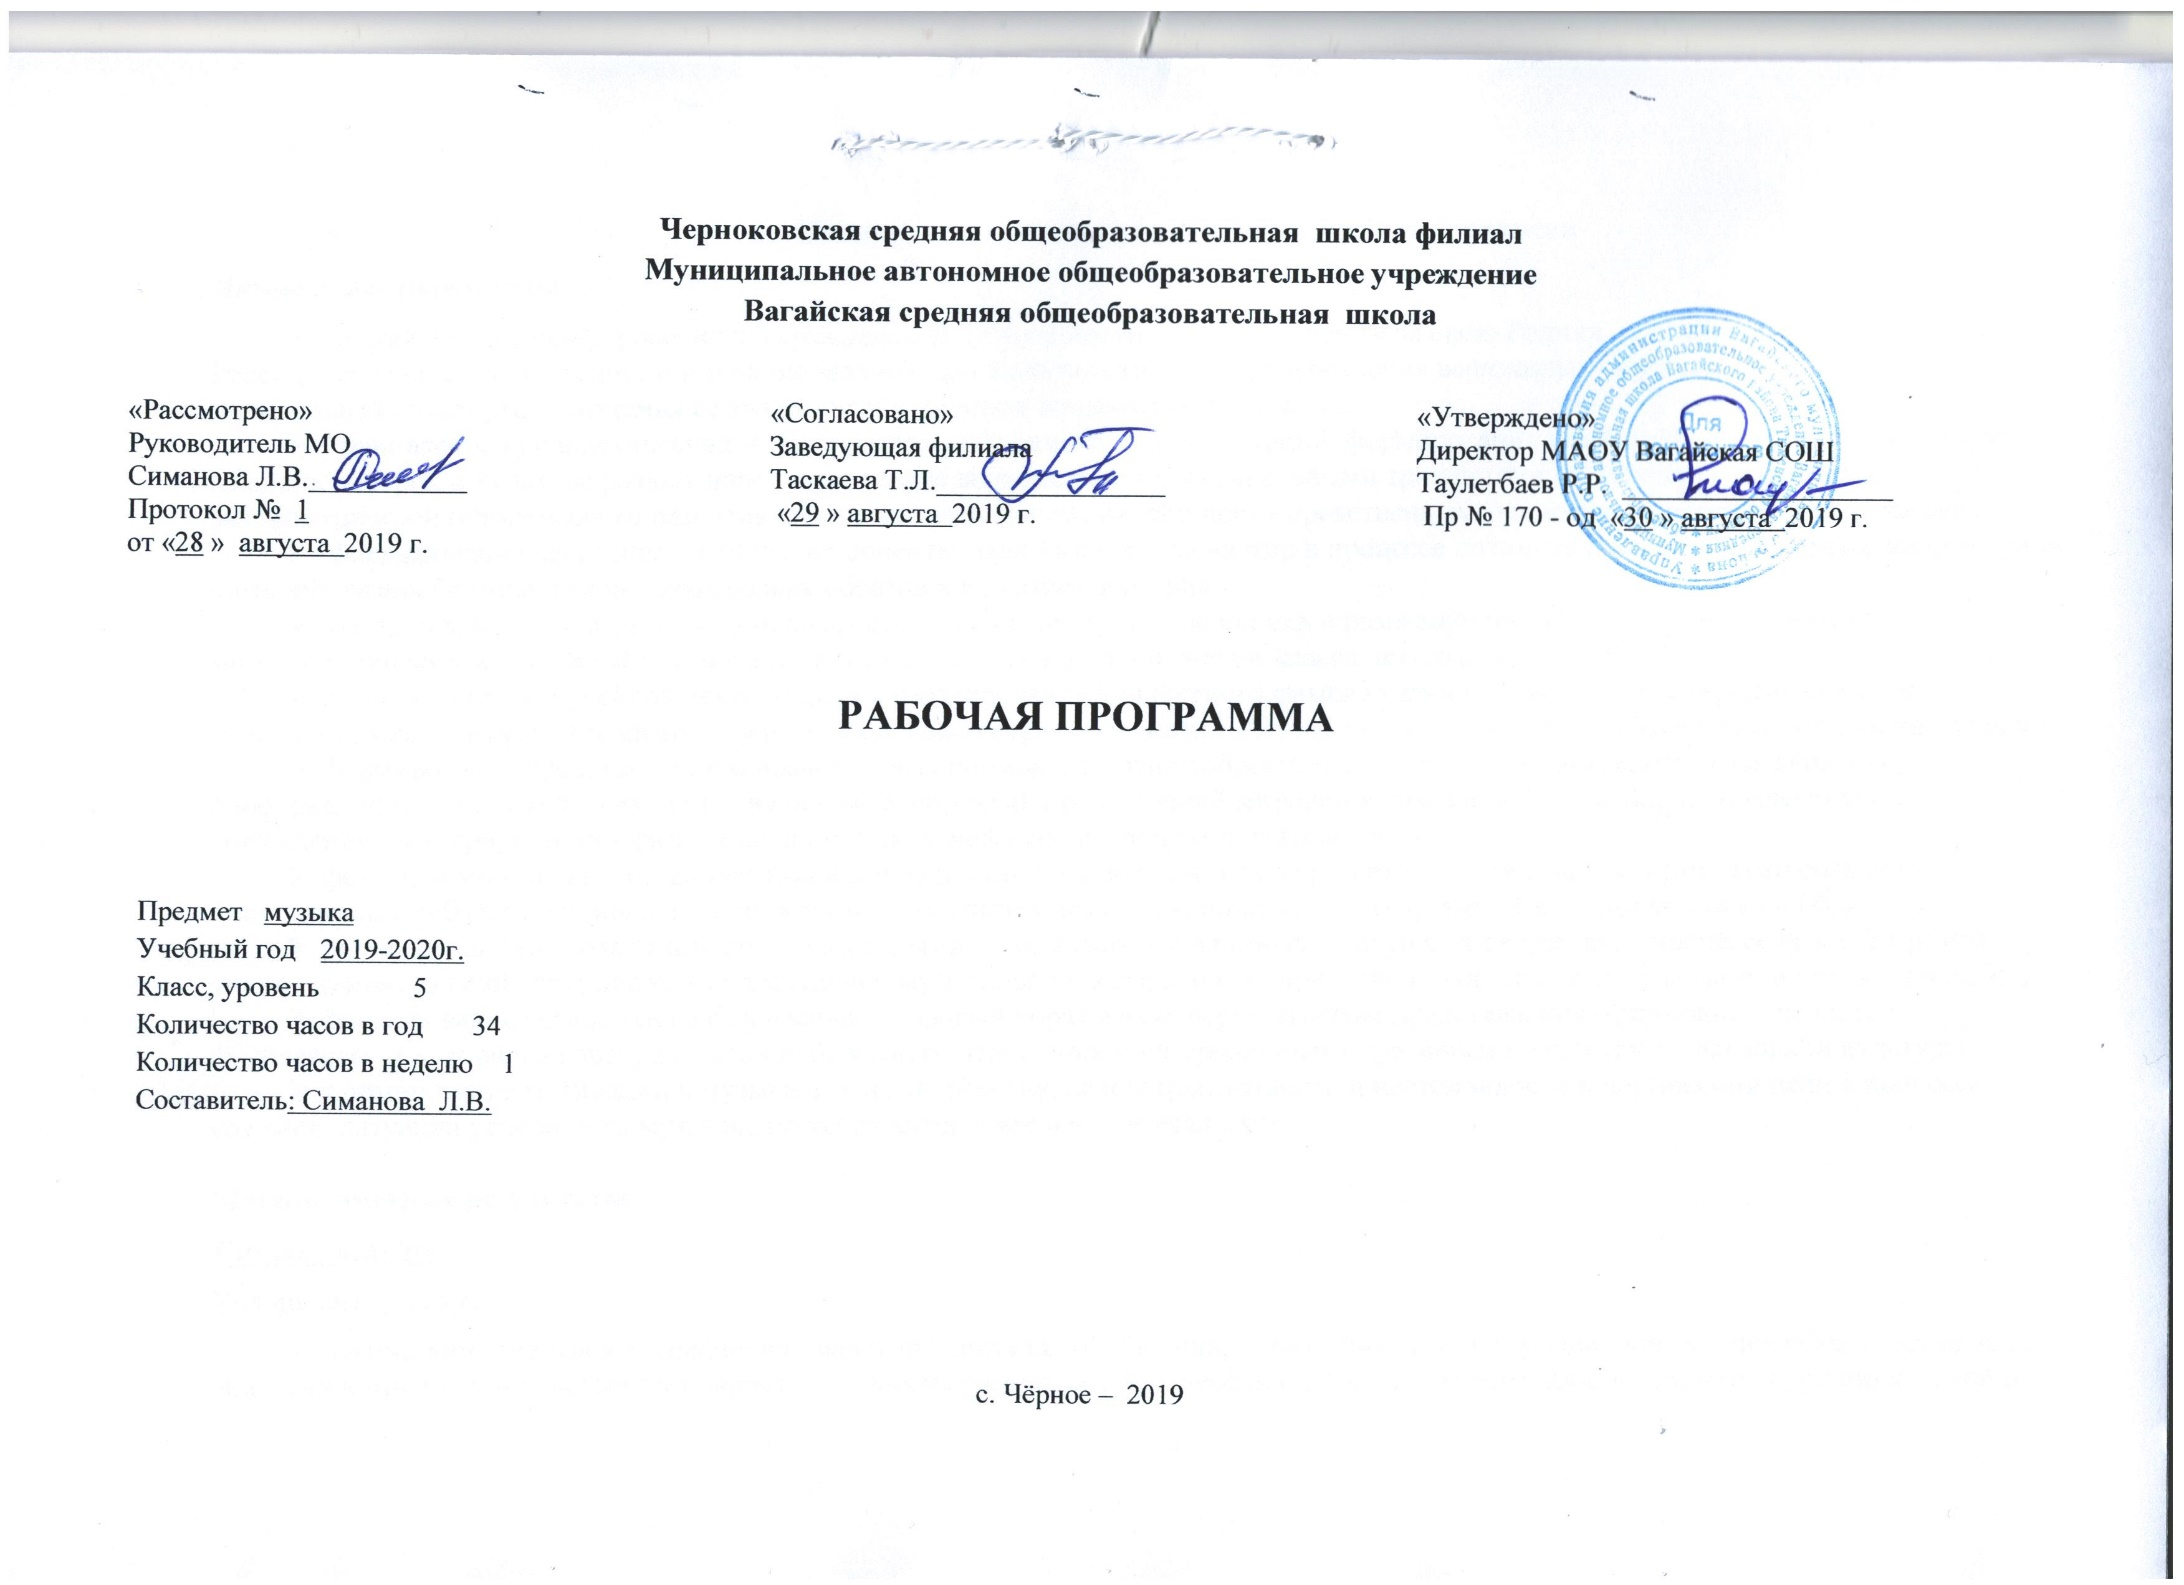 Черноковская средняя общеобразовательная школа филиал
Муниципальное автономное общеобразовательное учреждение
Вагайская средняя общеобразовательная школа
«Рассмотрено»
Руководитель МО
Симанова Л.В.
Протокол № 1
от «28 » августа 2019 г.
«Согласовано»
Заведующая филиала
Таскаева Т.Л.
«29 » августа 2019 г.
«Утверждено»
Директор МАОУ Вагайская СОШ
Таулетбаев Р.Р.
Пр № 170 - од «30 » августа 2019 г.
Для
документов
РАБОЧАЯ ПРОГРАММА
Предмет музыка
Учебный год 2019-2020г.
Класс, уровень 5
Количество часов в год 34
Количество часов в неделю 1
Составитель: Симанова Л.В.
с. Чёрное – 2019